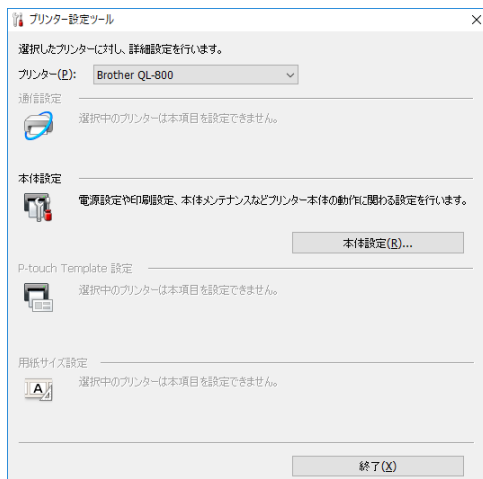 プリンター設定ツール
選択したプリンターに対し、詳細設定を行います。
プリンター(P): Brother QL-800
通信設定
選択中のプリンターは本項目を設定できません。
本体設定
電源設定や印刷設定、本体メンテナンスなどプリンター本体の動作に関わる設定を行います。
本体設定(R)...
P-touch Template 設定
選択中のプリンターは本項目を設定できません。
用紙サイズ設定
A
選択中のプリンターは本項目を設定できません。
終了(X)